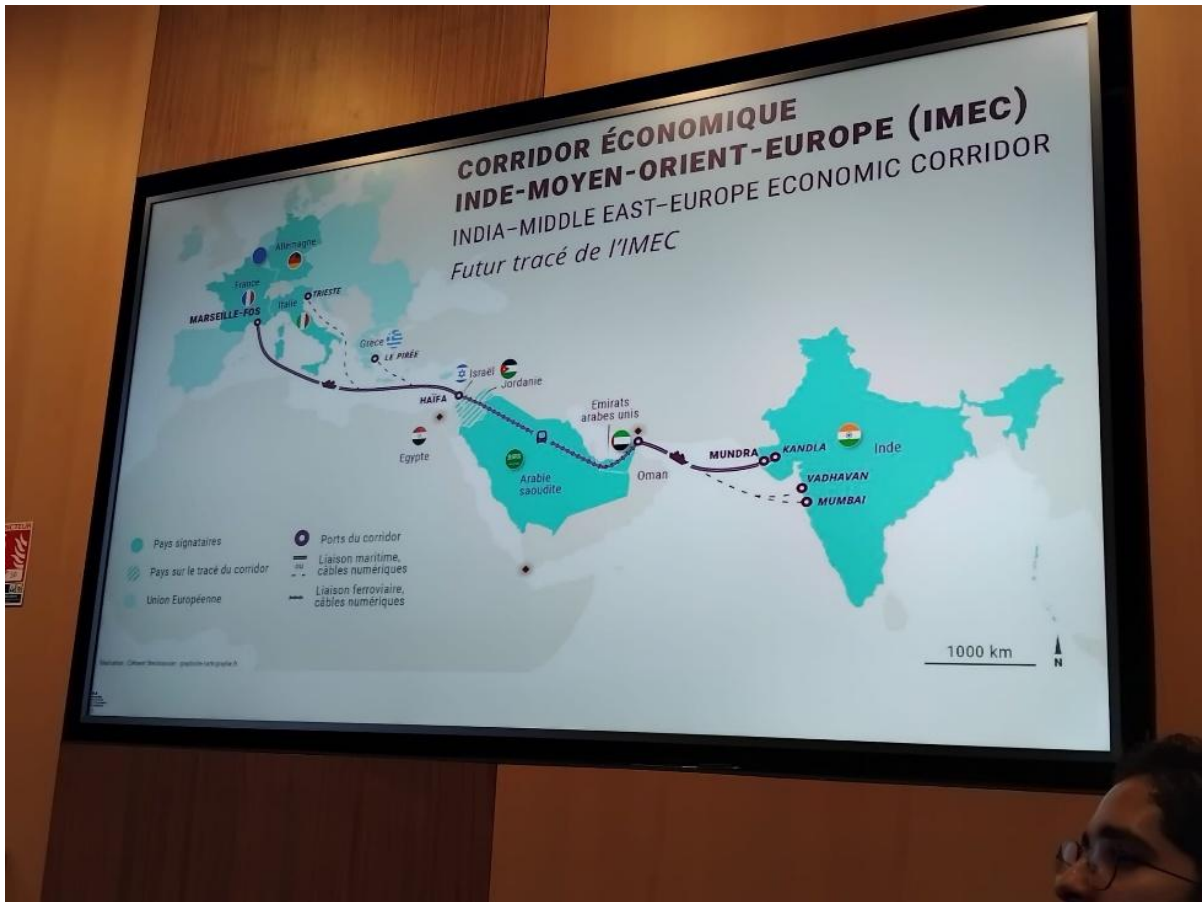 CORRIDOR ÉCONOMIQUE
INDE-MOYEN-ORIENT-EUROPE (IMEC)
INDIA–MIDDLE EAST–EUROPE ECONOMIC CORRIDOR
Futur tracé de l'IMEC
Allemagne
France
TRIESTE
Italie
MARSEILLE-FOS
Grèce
LE PIRÉE
Israël
Jordanie
HAÏFA
Egypte
Emirats
arabes unis
Arabie
saoudite
Oman
MUNDRA
KANDLA
Inde
VADHAVAN
MUMBAI
Pays signataires
Pays sur le tracé du corridor
Union Européenne
Ports du corridor
Liaison maritime,
ou
câbles numériques
Liaison ferroviaire,
câbles numériques
1000 km
N